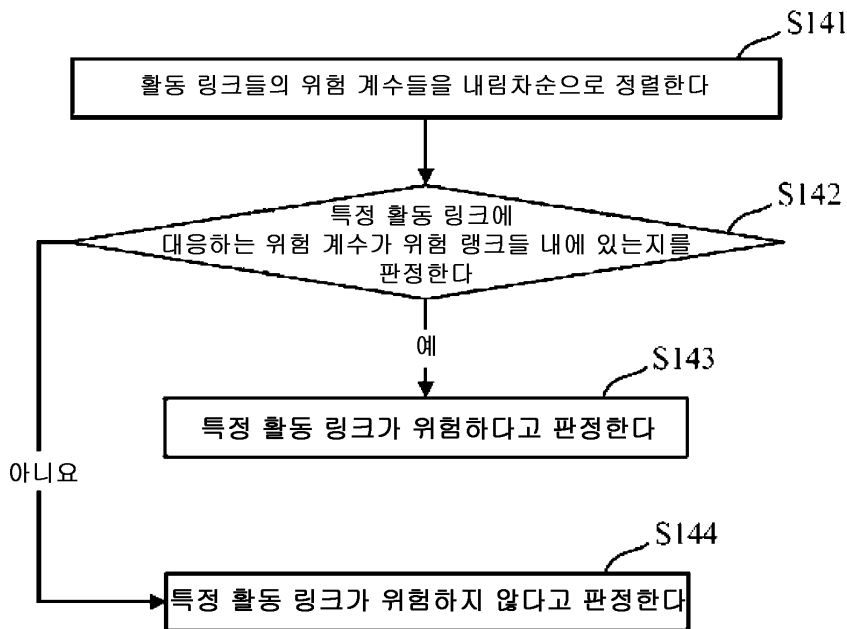 S141
활동 링크들의 위험 계수들을 내림차순으로 정렬한다
S142
특정 활동 링크에
대응하는 위험 계수가 위험 랭크들 내에 있는지를
판정한다
예
S143
특정 활동 링크가 위험하다고 판정한다
아니요
S144
특정 활동 링크가 위험하지 않다고 판정한다